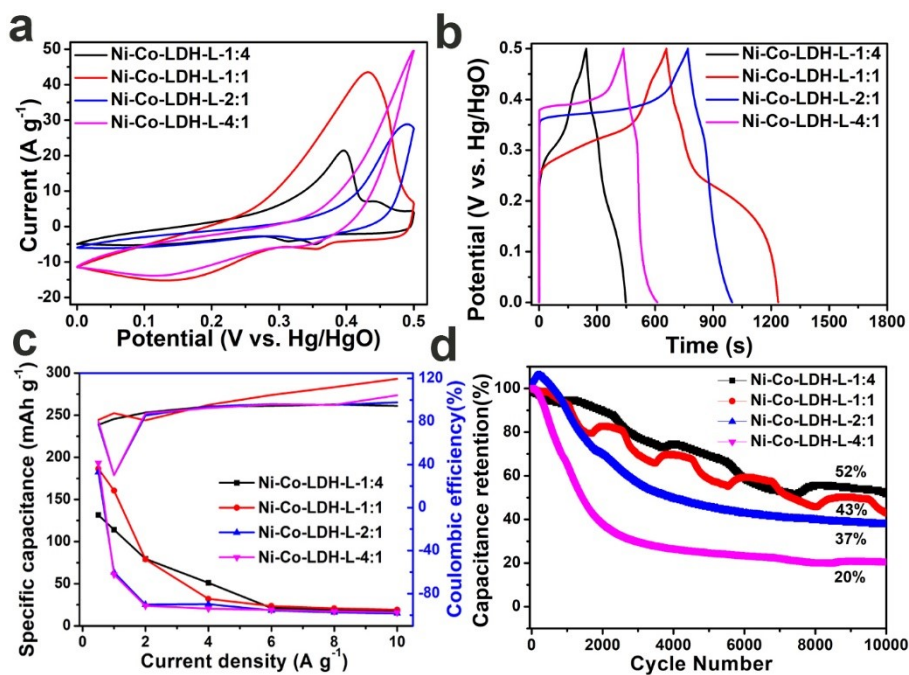 a
Ni-Co-LDH-L-1:4
Ni-Co-LDH-L-1:1
Ni-Co-LDH-L-2:1
Ni-Co-LDH-L-4:1
Current (A g-1)
50
40
30
20
10
0
-10
-20
0.0 0.1 0.2 0.3 0.4 0.5
Potential (V vs. Hg/HgO)
b
Ni-Co-LDH-L-1:4
Ni-Co-LDH-L-1:1
Ni-Co-LDH-L-2:1
Ni-Co-LDH-L-4:1
Potential (V vs. Hg/HgO)
0.5
0.4
0.3
0.2
0.1
0.0
0 300 600 900 1200 1500 1800
Time (s)
c
Specific capacitance (mAh g-1)
300
250
200
150
100
50
0
Ni-Co-LDH-L-1:4
Ni-Co-LDH-L-1:1
Ni-Co-LDH-L-2:1
Ni-Co-LDH-L-4:1
120
80
40
0
-40
-80
Coulombic efficiency(%)
0 2 4 6 8 10
Current density (A g-1)
d
Capacitance retention(%)
100
80
60
40
20
0
Ni-Co-LDH-L-1:4
Ni-Co-LDH-L-1:1
Ni-Co-LDH-L-2:1
Ni-Co-LDH-L-4:1
52%
43%
37%
20%
0 2000 4000 6000 8000 10000
Cycle Number